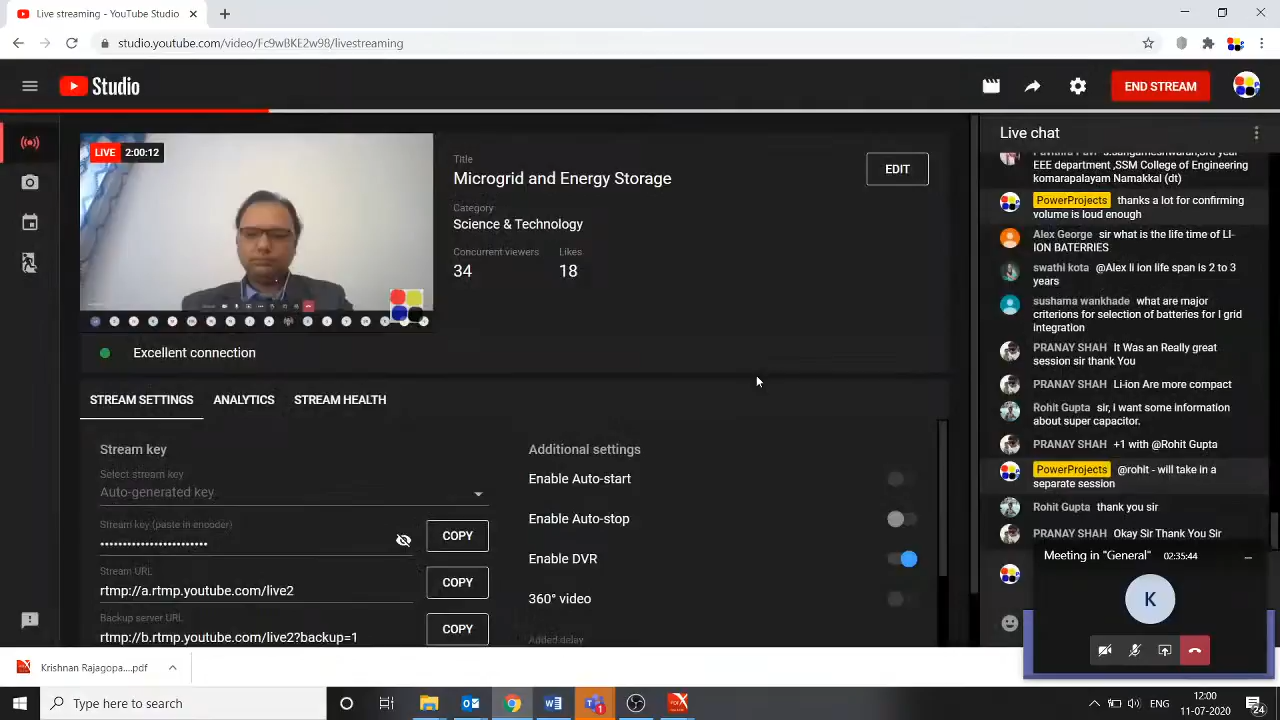 Live streaming - YouTube Studio
studio.youtube.com/video/Fc9wBKE2w98/livestreaming
Studio
END STREAM
LIVE 2:00:12
Title
Microgrid and Energy Storage
EDIT
Category
Science & Technology
Concurrent viewers
Likes
34
18
Excellent connection
STREAM SETTINGS
ANALYTICS
STREAM HEALTH
Stream key
Select stream key
Auto-generated key
Stream key (paste in encoder)
COPY
Stream URL
rtmp://a.rtmp.youtube.com/live2
COPY
Backup server URL
rtmp://b.rtmp.youtube.com/live2?backup=1
COPY
Additional settings
Enable Auto-start
Enable Auto-stop
Enable DVR
360° video
Added delay
Live chat
EEE department ,SSM College of Engineering
komarapalayam Namakkal (dt)
PowerProjects thanks a lot for confirming
volume is loud enough
Alex George sir what is the life time of LI-
ION BATERRIES
swathi kota @Alex li ion life span is 2 to 3
years
sushama wankhade what are major
criterions for selection of batteries for l grid
integration
PRANAY SHAH It Was an Really great
session sir thank You
PRANAY SHAH Li-ion Are more compact
Rohit Gupta sir, i want some information
about super capacitor.
PRANAY SHAH +1 with @Rohit Gupta
PowerProjects @rohit - will take in a
separate session
Rohit Gupta thank you sir
PRANAY SHAH Okay Sir Thank You Sir
Meeting in "General" 02:35:44
K
Krishnan Rajagopa....pdf
Type here to search
ENG
12:00
11-07-2020
24